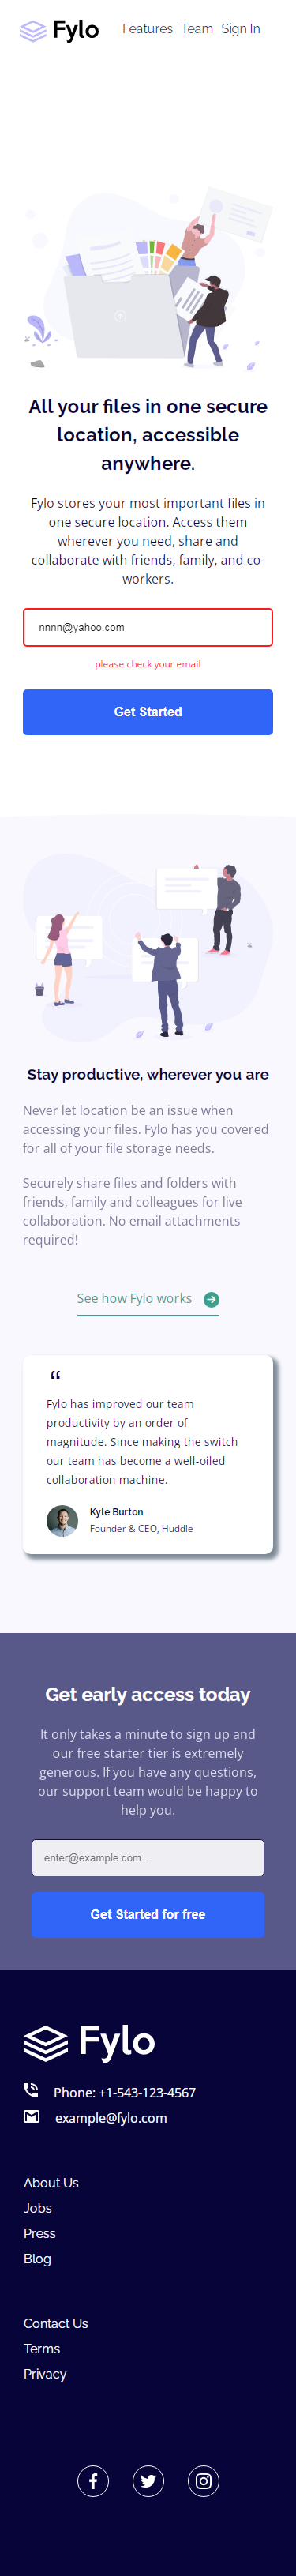 Fylo Features Team Sign In
All your files in one secure
location, accessible
anywhere.
Fylo stores your most important files in
one secure location. Access them
wherever you need, share and
collaborate with friends, family, and co-
workers.
nnnn@yahoo.com
please check your email
Get Started
Stay productive, wherever you are
Never let location be an issue when
accessing your files. Fylo has you covered
for all of your file storage needs.
Securely share files and folders with
friends, family and colleagues for live
collaboration. No email attachments
required!
See how Fylo works
“
Fylo has improved our team
productivity by an order of
magnitude. Since making the switch
our team has become a well-oiled
collaboration machine.
Kyle Burton
Founder & CEO, Huddle
Get early access today
It only takes a minute to sign up and
our free starter tier is extremely
generous. If you have any questions,
our support team would be happy to
help you.
enter@example.com...
Get Started for free
Fylo
Phone: +1-543-123-4567
example@fylo.com
About Us
Jobs
Press
Blog
Contact Us
Terms
Privacy